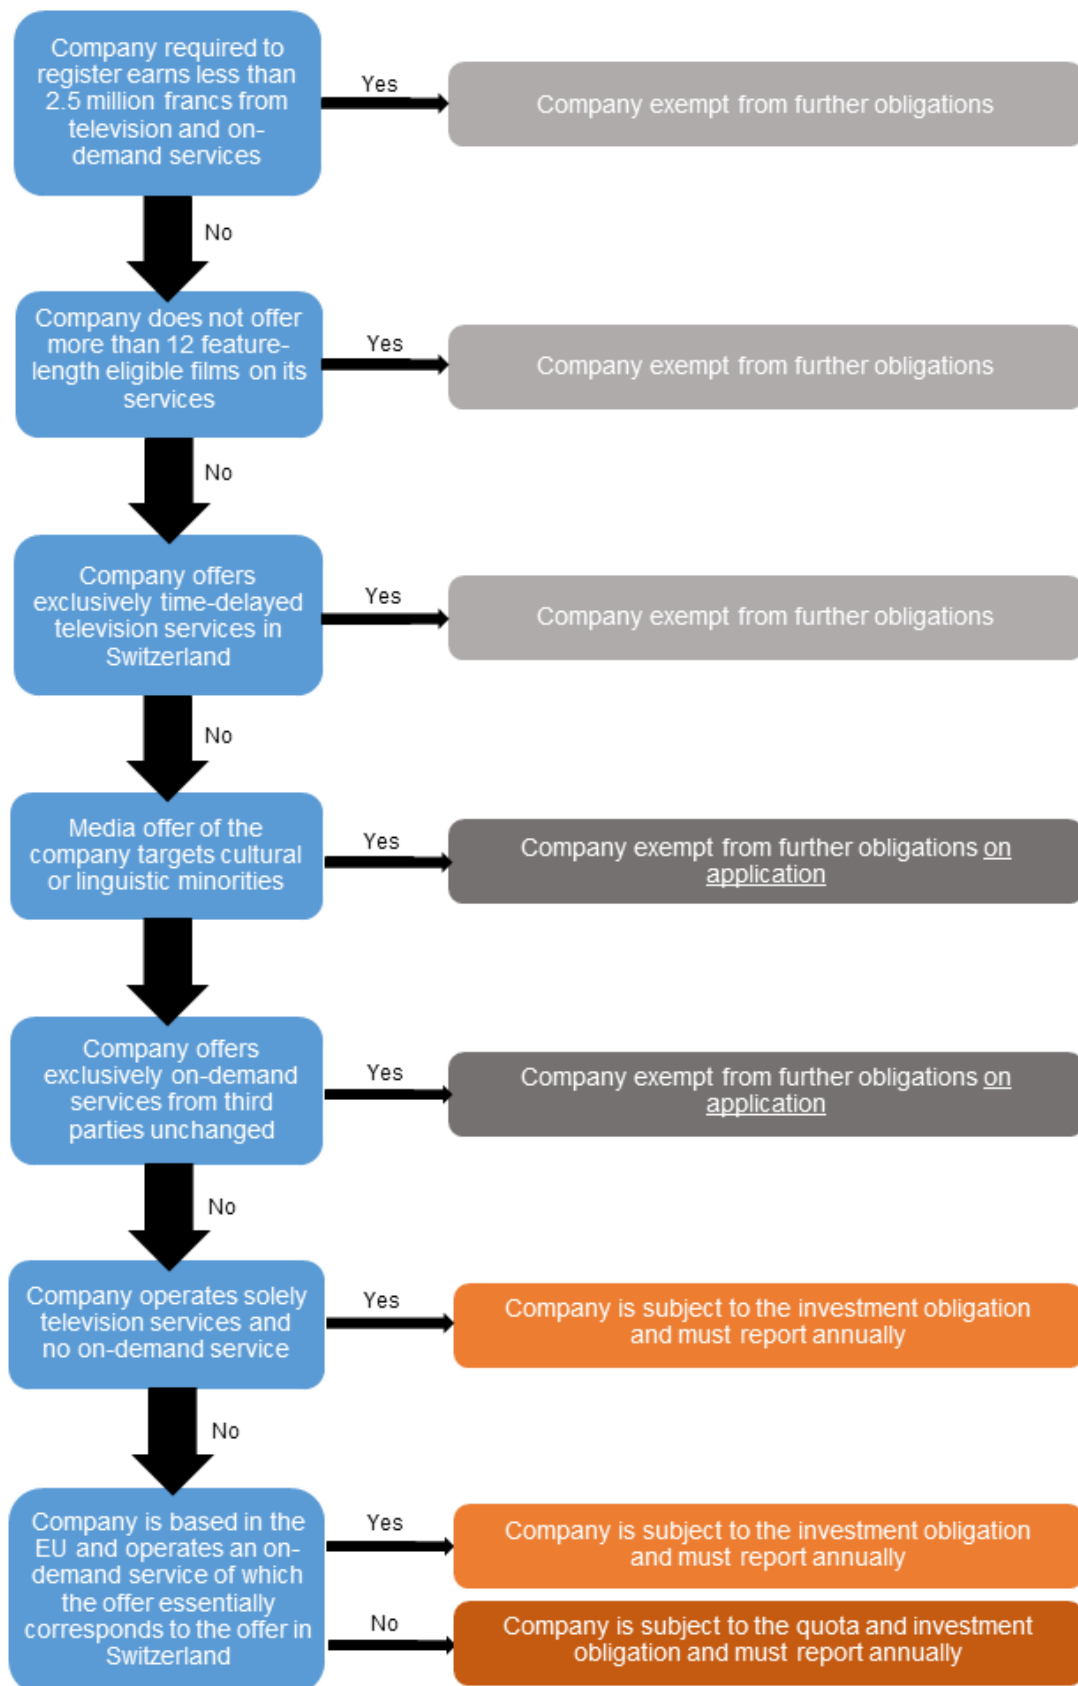 Company required to
register earns less than
2.5 million francs from
television and on-
demand services
Yes
Company exempt from further obligations
No
Company does not offer
more than 12 feature-
length eligible films on its
services
Yes
Company exempt from further obligations
No
Company offers
exclusively time-delayed
television services in
Switzerland
Yes
Company exempt from further obligations
No
Media offer of the
company targets cultural
or linguistic minorities
Yes
Company exempt from further obligations on
application
Company offers
exclusively on-demand
services from third
parties unchanged
Yes
Company exempt from further obligations on
application
No
Company operates solely
television services and
no on-demand service
Yes
Company is subject to the investment obligation
and must report annually
No
Company is based in the
EU and operates an on-
demand service of which
the offer essentially
corresponds to the offer in
Switzerland
Yes
Company is subject to the investment obligation
and must report annually
No
Company is subject to the quota and investment
obligation and must report annually